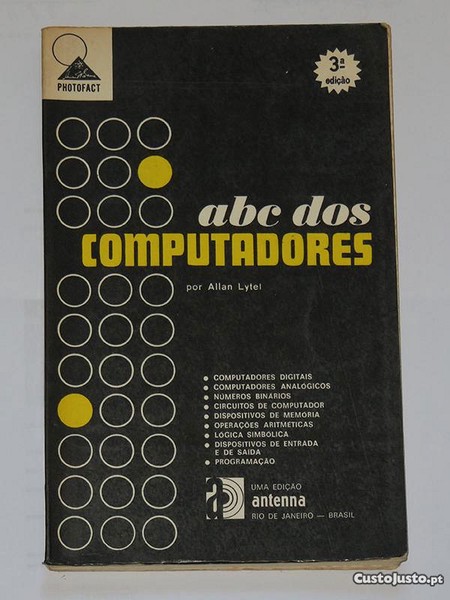 PHOTOFACT
3ª
edição
abc dos
COMPUTADORES
por Allan Lytel
• COMPUTADORES DIGITAIS
• COMPUTADORES ANALÓGICOS
• NÚMEROS BINÁRIOS
• CIRCUITOS DE COMPUTADOR
• DISPOSITIVOS DE MEMÓRIA
• OPERAÇÕES ARITMÉTICAS
• LÓGICA SIMBÓLICA
• DISPOSITIVOS DE ENTRADA
E DE SAÍDA
• PROGRAMAÇÃO
UMA EDIÇÃO
antenna
RIO DE JANEIRO — BRASIL
CustoJusto.pt